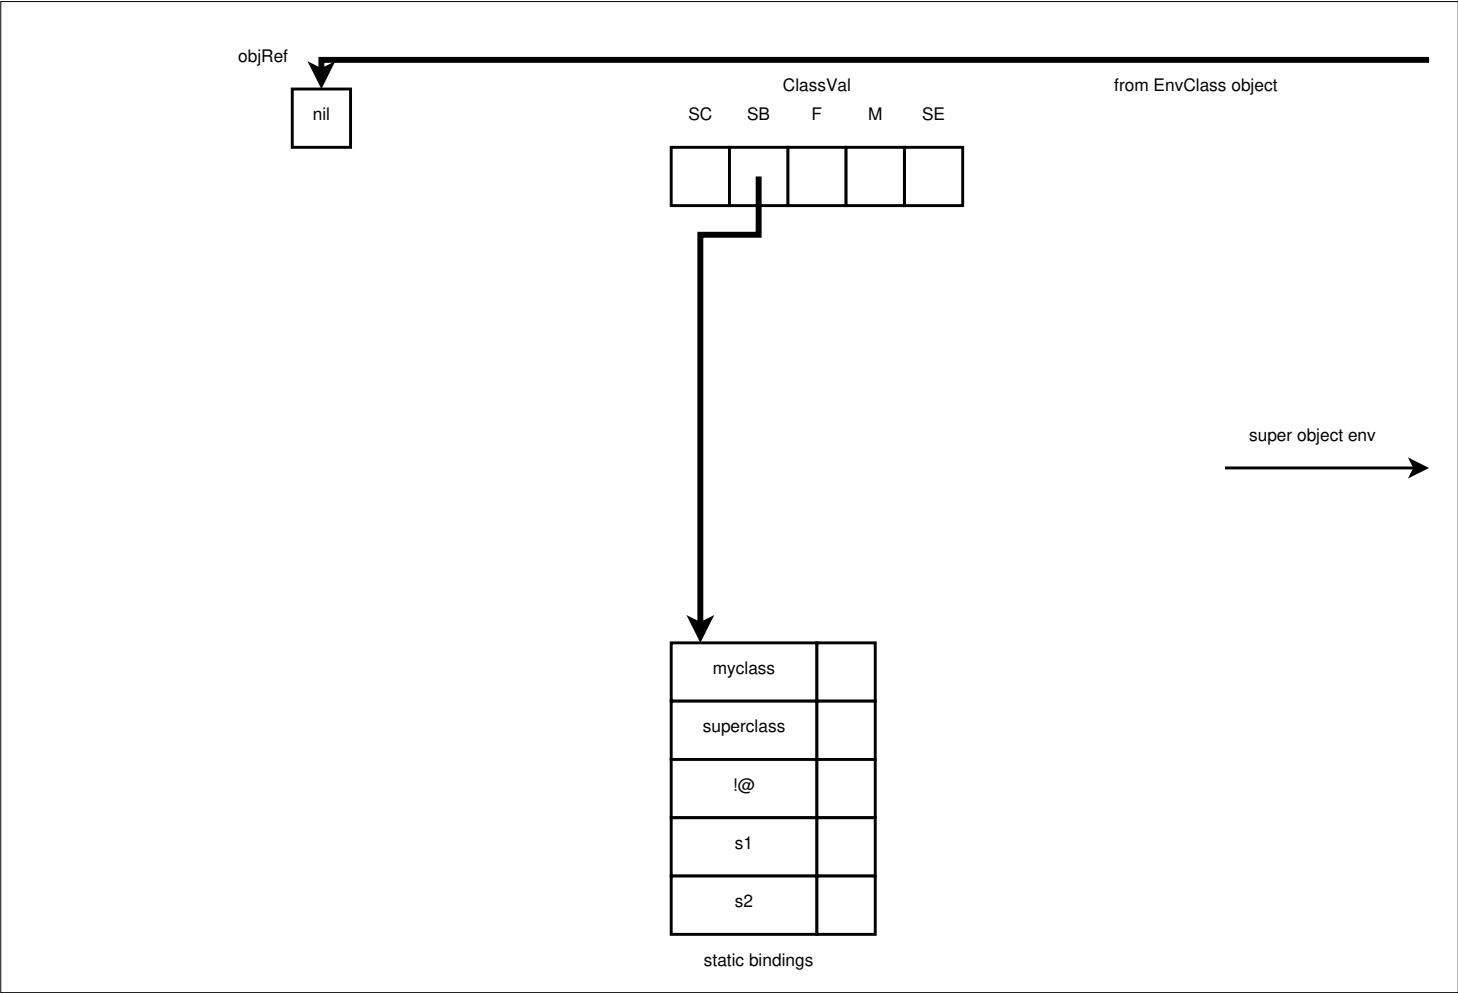 objRef
nil
ClassVal
from EnvClass object
SC SB F M SE
super object env
myclass
superclass
!@
s1
s2
static bindings